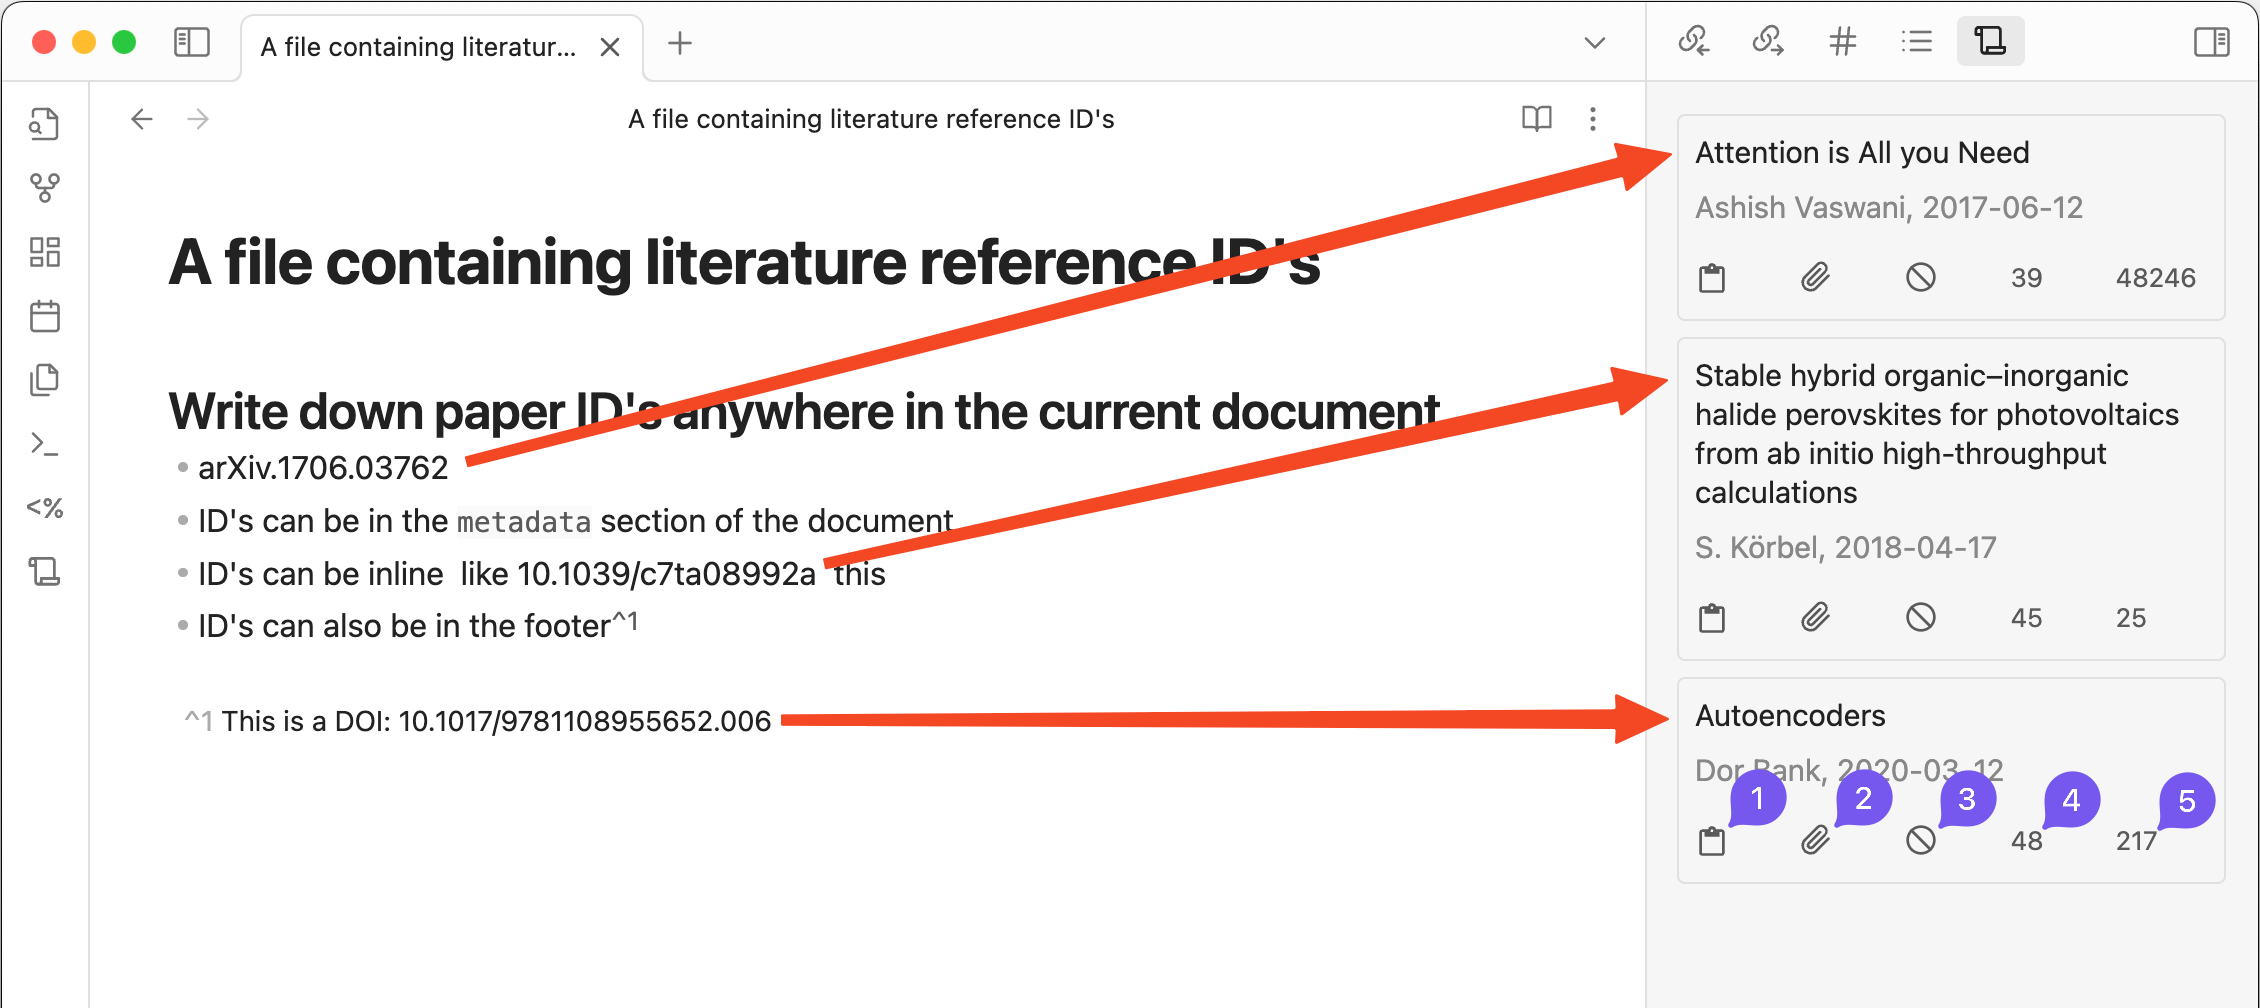 A file containing literatur...
A file containing literature reference ID's
A file containing literature reference ID's
Write down paper ID's anywhere in the current document
arXiv.1706.03762
ID's can be in the metadata section of the document
ID's can be inline like 10.1039/c7ta08992a this
ID's can also be in the footer^1
^1 This is a DOI: 10.1017/9781108955652.006
<%
Attention is All you Need
Ashish Vaswani, 2017-06-12
39 48246
Stable hybrid organic–inorganic
halide perovskites for photovoltaics
from ab initio high-throughput
calculations
S. Körbel, 2018-04-17
45 25
Autoencoders
Dor Bank, 2020-03-12
1 2 3 4 5
48 217